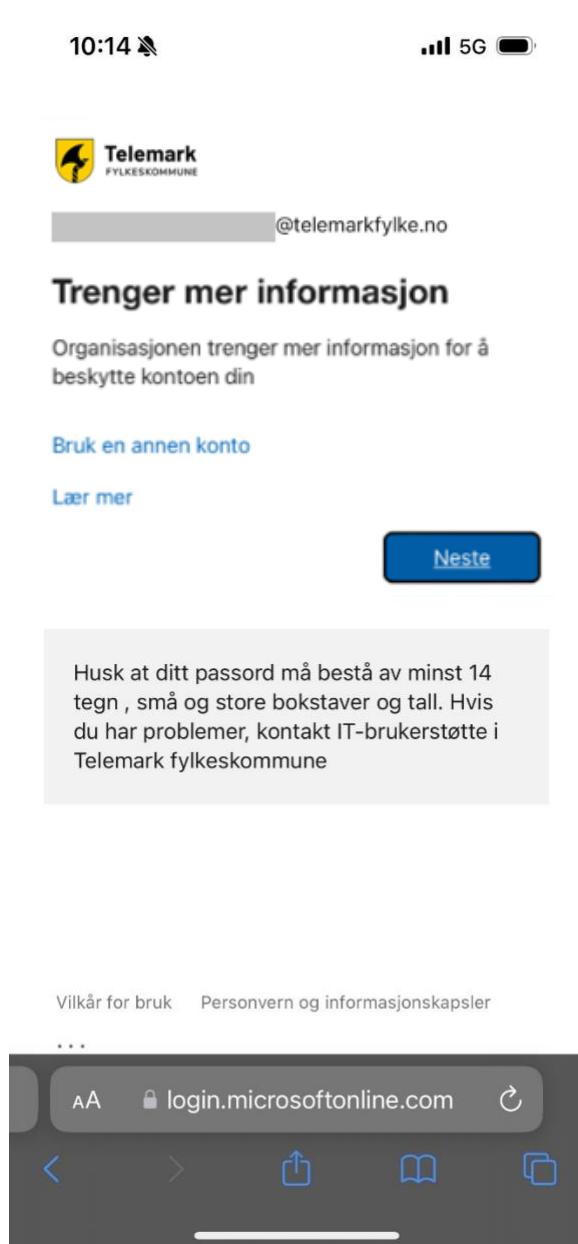 10:14
5G
Telemark
FYLKESKOMMUNE
@telemarkfylke.no
Trenger mer informasjon
Organisasjonen trenger mer informasjon for å
beskytte kontoen din
Bruk en annen konto
Lær mer
Neste
Husk at ditt passord må bestå av minst 14
tegn , små og store bokstaver og tall. Hvis
du har problemer, kontakt IT-brukerstøtte i
Telemark fylkeskommune
Vilkår for bruk Personvern og informasjonskapsler
...
AA login.microsoftonline.com